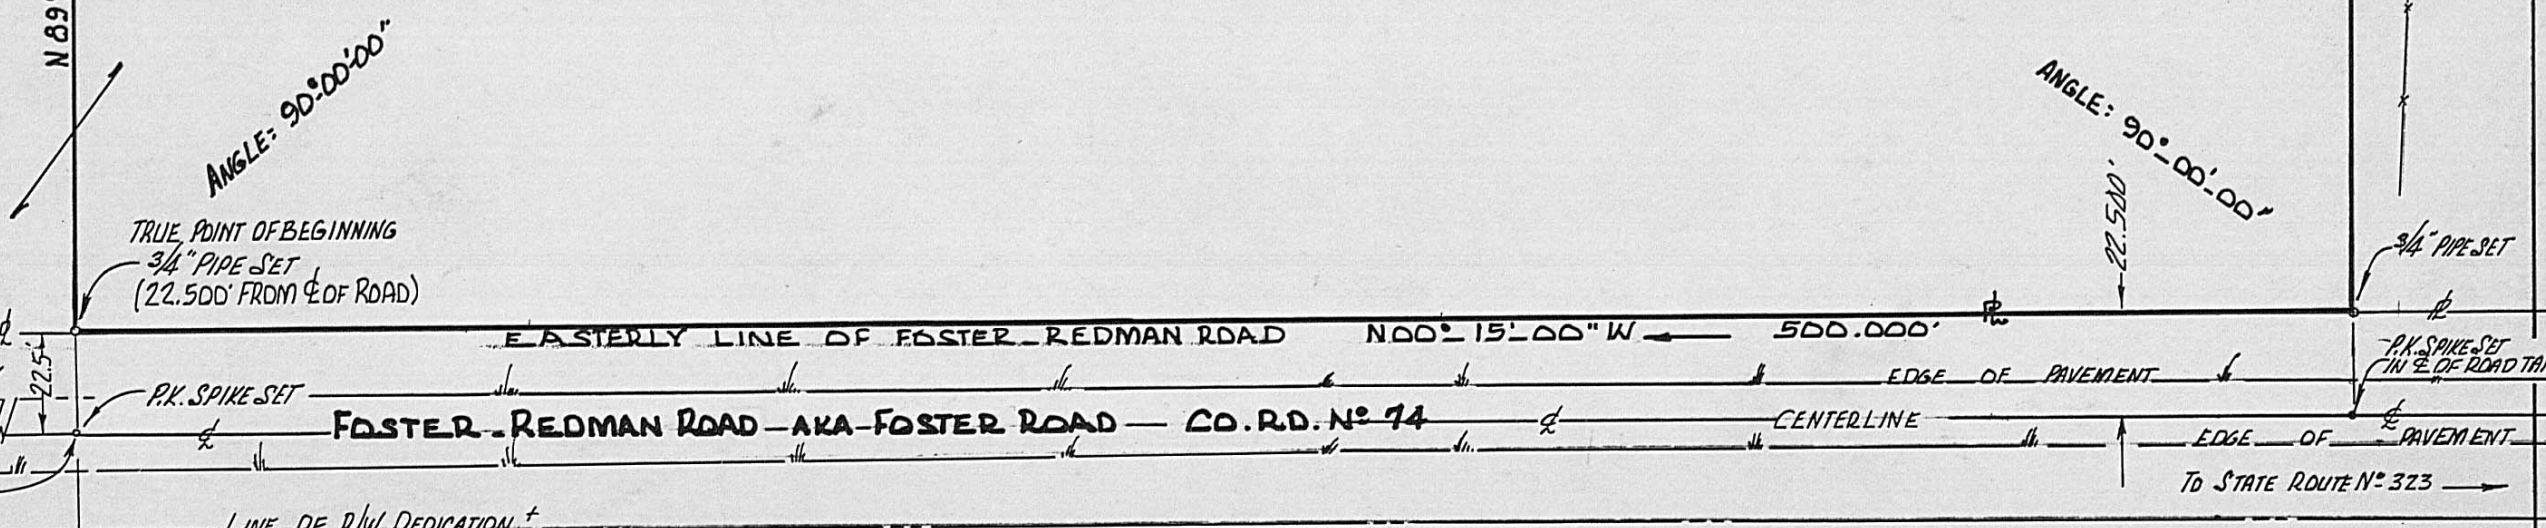 N 89°
ANGLE: 90°-00'-00"
ANGLE: 90°-00'-00"
22.500'
TRUE POINT OF BEGINNING
3/4" PIPE SET
(22.500' FROM ℄ OF ROAD)
3/4" PIPE SET
EASTERLY LINE OF FOSTER-REDMAN ROAD N00°-15'-00" W 500.000'
22.5'
P.K. SPIKE SET
IN ℄ OF ROAD
EDGE OF PAVEMENT
P.K. SPIKE SET
℄ FOSTER-REDMAN ROAD-AKA-FOSTER ROAD — CO. RD. Nº 74 ℄ CENTERLINE ℄
EDGE OF PAVEMENT
TO STATE ROUTE Nº 323
LINE OF R/W DEDICATION